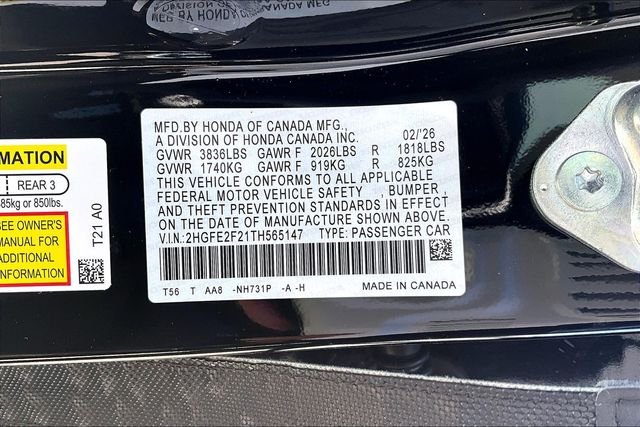 MFD.BY HONDA OF CANADA MFG.,
A DIVISION OF HONDA CANADA INC. 02/'26
GVWR 3836LBS GAWR F 2026LBS R 1818LBS
GVWR 1740KG GAWR F 919KG R 825KG
THIS VEHICLE CONFORMS TO ALL APPLICABLE
FEDERAL MOTOR VEHICLE SAFETY , BUMPER ,
AND THEFT PREVENTION STANDARDS IN EFFECT
ON THE DATE OF MANUFACTURE SHOWN ABOVE.
V.I.N.:2HGFE2F21TH565147 TYPE: PASSENGER CAR
T56 T AA8 -NH731P -A -H MADE IN CANADA
REAR 3
85kg or 850lbs.
SEE OWNER'S
MANUAL FOR
ADDITIONAL
T21 A0